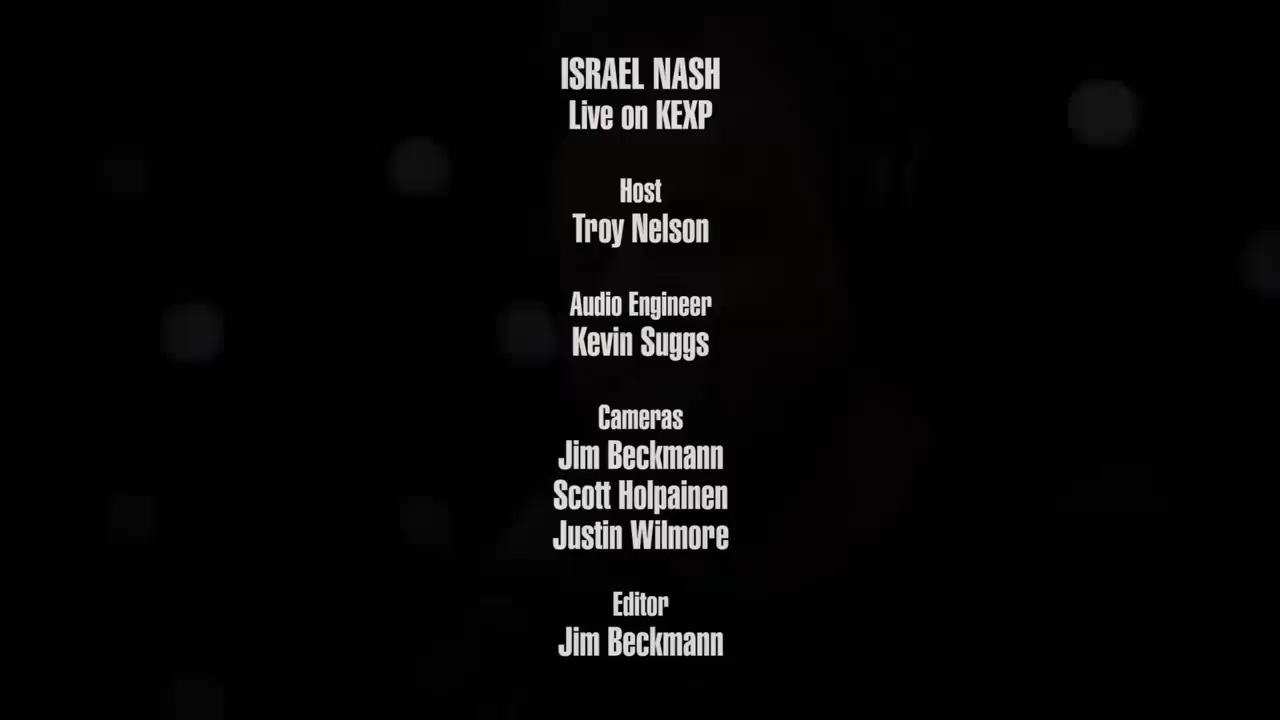 ISRAEL NASH
Live on KEXP
Host
Troy Nelson
Audio Engineer
Kevin Suggs
Cameras
Jim Beckmann
Scott Holpainen
Justin Wilmore
Editor
Jim Beckmann